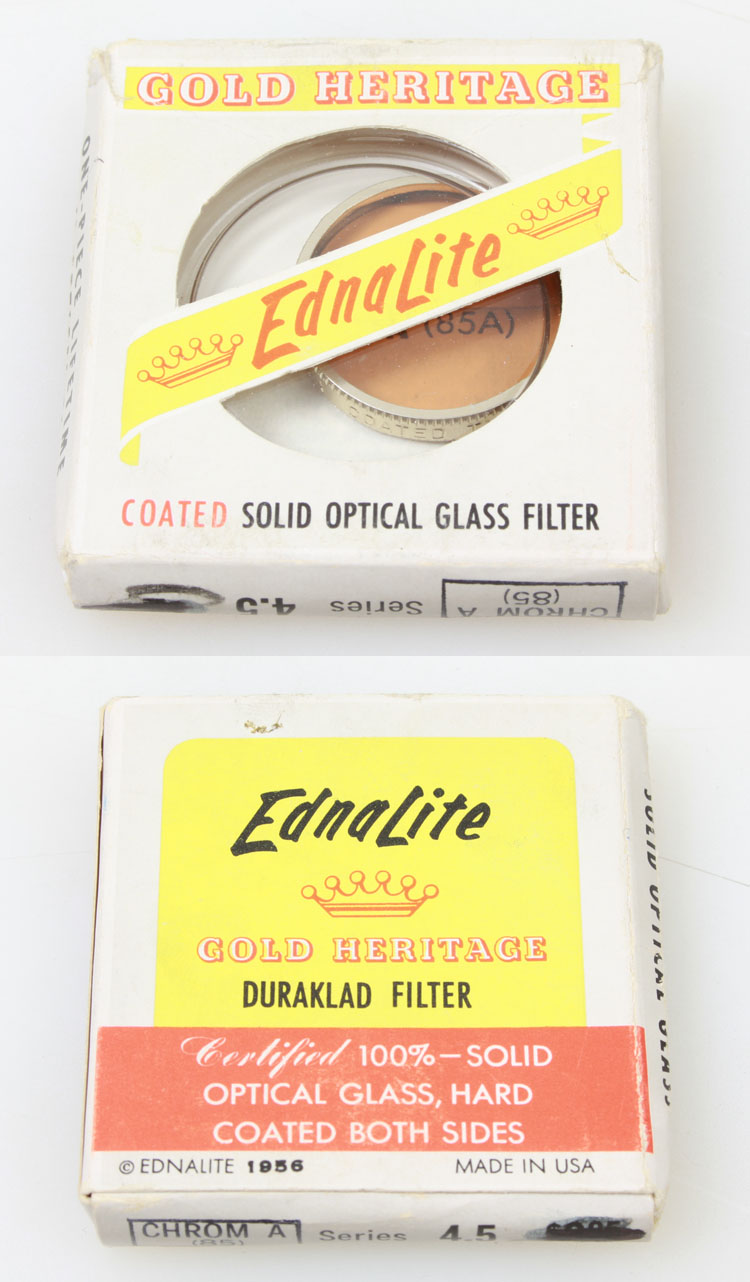 GOLD HERITAGE
ONE-PIECE LIFETIME
EdnaLite
(85A)
COATED
COATED SOLID OPTICAL GLASS FILTER
4.5 Series CHROM A
(85)
EdnaLite
GOLD HERITAGE
DURAKLAD FILTER
SOLID OPTICAL GLASS
Certified 100%—SOLID
OPTICAL GLASS, HARD
COATED BOTH SIDES
© EDNALITE 1956 MADE IN USA
CHROM A Series 4.5
(85)